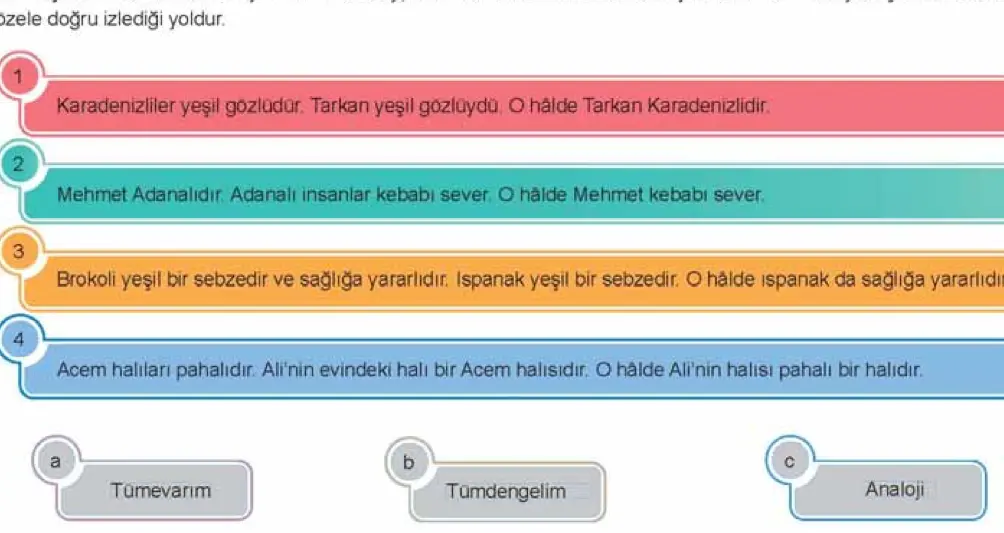 özele doğru izlediği yoldur.
1
Karadenizliler yeşil gözlüdür. Tarkan yeşil gözlüydü. O hâlde Tarkan Karadenizlidir.
2
Mehmet Adanalıdır. Adanalı insanlar kebabı sever. O hâlde Mehmet kebabı sever.
3
Brokoli yeşil bir sebzedir ve sağlığa yararlıdır. Ispanak yeşil bir sebzedir. O hâlde ıspanak da sağlığa yararlıdır
4
Acem halıları pahalıdır. Ali'nin evindeki halı bir Acem halısıdır. O hâlde Ali'nin halısı pahalı bir halıdır.
a
Tümevarım
b
Tümdengelim
c
Analoji